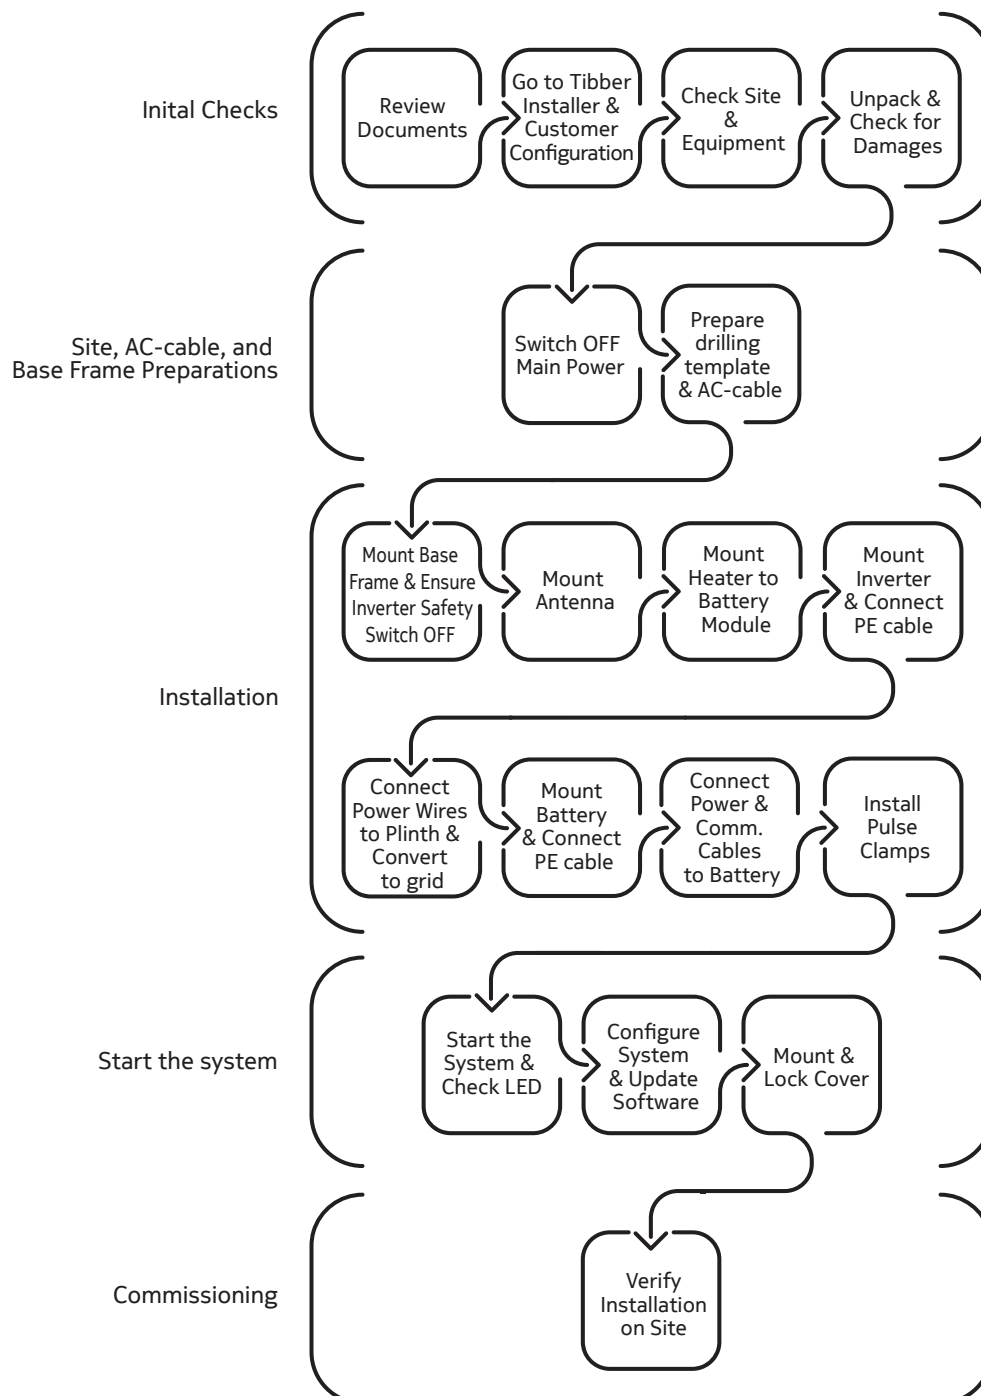 Inital Checks
Review
Documents
Go to Tibber
Installer &
Customer
Configuration
Check Site
&
Equipment
Unpack &
Check for
Damages
Site, AC-cable, and
Base Frame Preparations
Switch OFF
Main Power
Prepare
drilling
template
& AC-cable
Installation
Mount Base
Frame & Ensure
Inverter Safety
Switch OFF
Mount
Antenna
Mount
Heater to
Battery
Module
Mount
Inverter
& Connect
PE cable
Connect
Power Wires
to Plinth &
Convert
to grid
Mount
Battery
& Connect
PE cable
Connect
Power &
Comm.
Cables
to Battery
Install
Pulse
Clamps
Start the system
Start the
System &
Check LED
Configure
System
& Update
Software
Mount &
Lock Cover
Commissioning
Verify
Installation
on Site